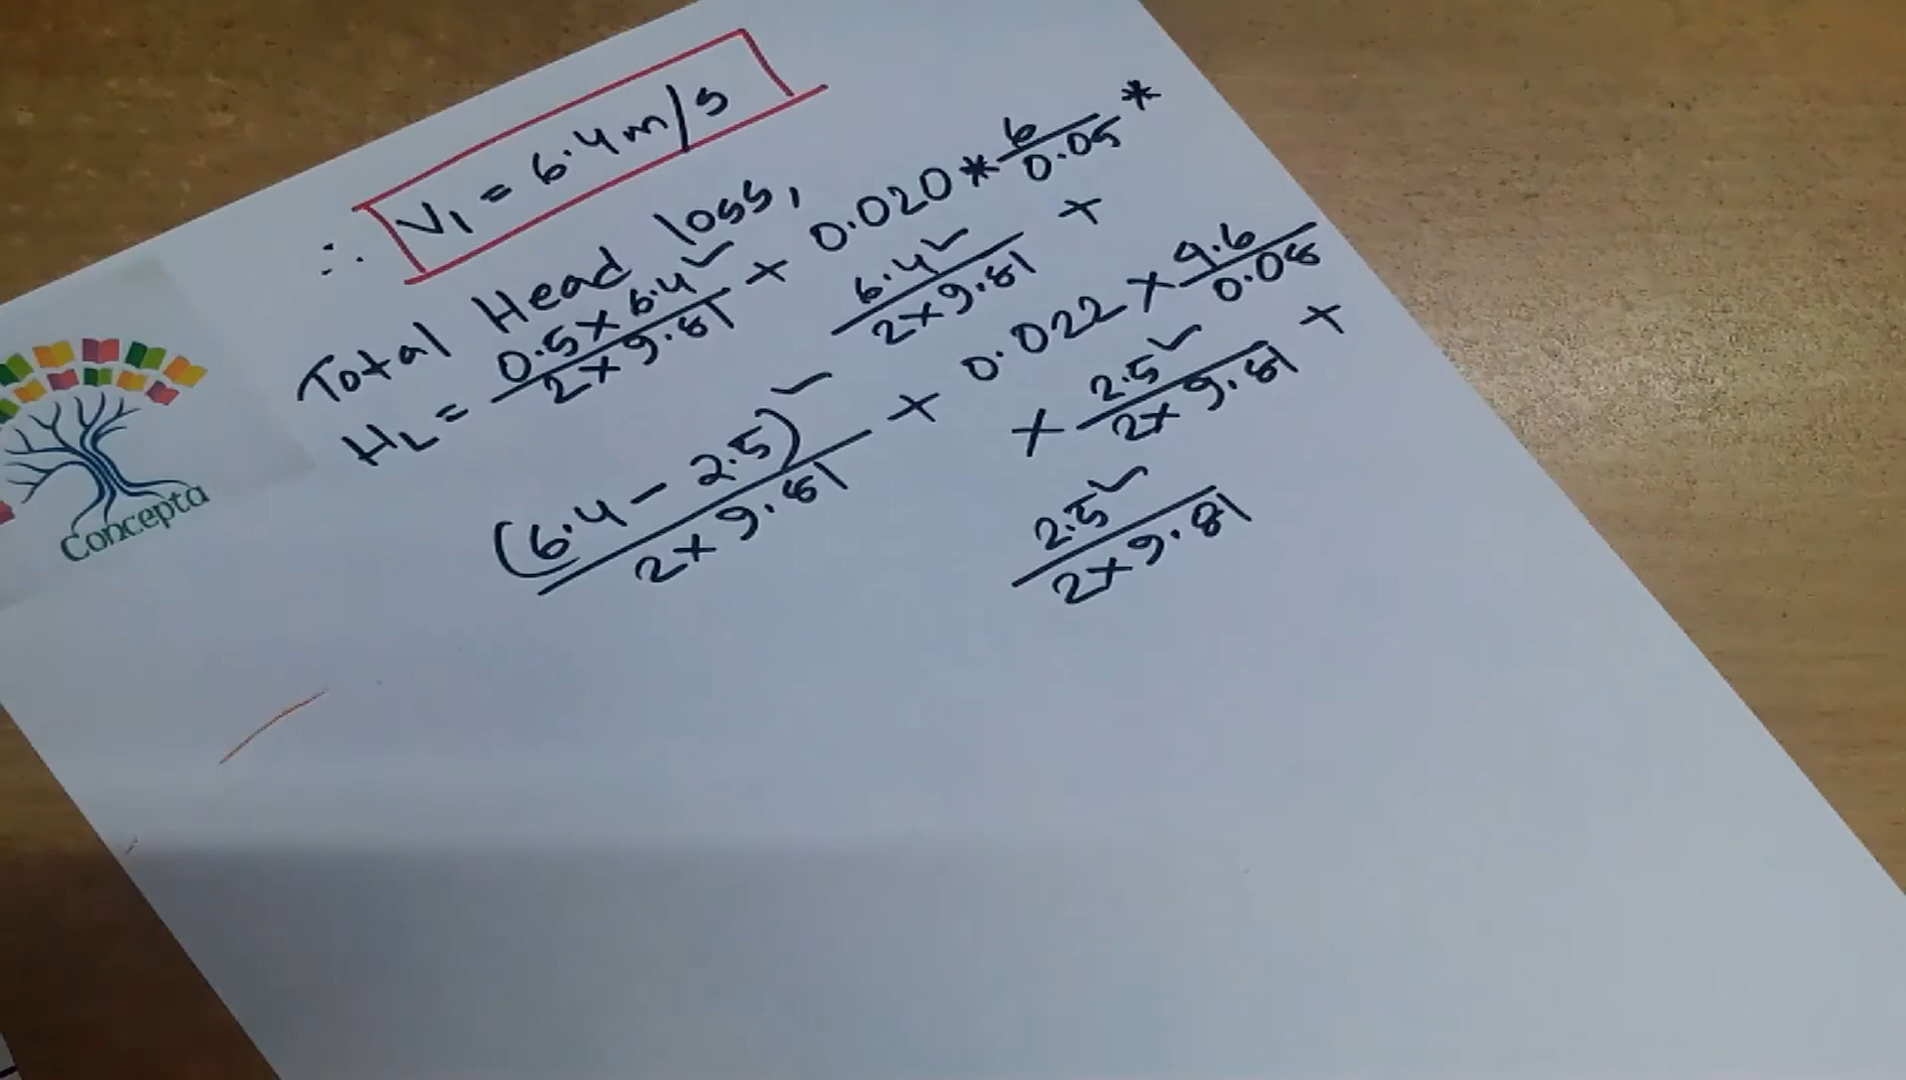 ∴ V1 = 6.4 m/s
Total Head loss,
HL = 0.5 × 6.4² / 2×9.81 + 0.020 * 6/0.05 *
6.4² / 2×9.81 +
(6.4 - 2.5)² / 2×9.81 + 0.022 × 9.6/0.08
× 2.5² / 2×9.81 +
2.5² / 2×9.81
Concepta